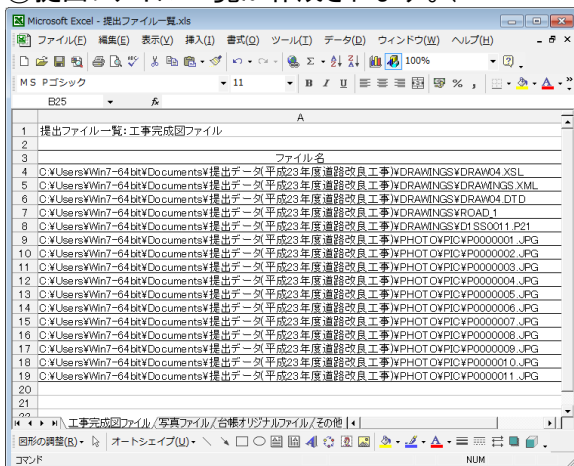 Microsoft Excel - 提出ファイル一覧.xls
ファイル(F) 編集(E) 表示(V) 挿入(I) 書式(O) ツール(T) データ(D) ウィンドウ(W) ヘルプ(H)
100%
MS Pゴシック 11 B I U
B25 fx
A
1 提出ファイル一覧：工事完成図ファイル
2
3 ファイル名
4 C:¥Users¥Win7-64bit¥Documents¥提出データ(平成23年度道路改良工事)¥DRAWINGS¥DRAW04.XSL
5 C:¥Users¥Win7-64bit¥Documents¥提出データ(平成23年度道路改良工事)¥DRAWINGS¥DRAWINGS.XML
6 C:¥Users¥Win7-64bit¥Documents¥提出データ(平成23年度道路改良工事)¥DRAWINGS¥DRAW04.DTD
7 C:¥Users¥Win7-64bit¥Documents¥提出データ(平成23年度道路改良工事)¥DRAWINGS¥ROAD_1
8 C:¥Users¥Win7-64bit¥Documents¥提出データ(平成23年度道路改良工事)¥DRAWINGS¥D1SS0011.P21
9 C:¥Users¥Win7-64bit¥Documents¥提出データ(平成23年度道路改良工事)¥PHOTO¥PIC¥P0000001.JPG
10 C:¥Users¥Win7-64bit¥Documents¥提出データ(平成23年度道路改良工事)¥PHOTO¥PIC¥P0000002.JPG
11 C:¥Users¥Win7-64bit¥Documents¥提出データ(平成23年度道路改良工事)¥PHOTO¥PIC¥P0000003.JPG
12 C:¥Users¥Win7-64bit¥Documents¥提出データ(平成23年度道路改良工事)¥PHOTO¥PIC¥P0000004.JPG
13 C:¥Users¥Win7-64bit¥Documents¥提出データ(平成23年度道路改良工事)¥PHOTO¥PIC¥P0000005.JPG
14 C:¥Users¥Win7-64bit¥Documents¥提出データ(平成23年度道路改良工事)¥PHOTO¥PIC¥P0000006.JPG
15 C:¥Users¥Win7-64bit¥Documents¥提出データ(平成23年度道路改良工事)¥PHOTO¥PIC¥P0000007.JPG
16 C:¥Users¥Win7-64bit¥Documents¥提出データ(平成23年度道路改良工事)¥PHOTO¥PIC¥P0000008.JPG
17 C:¥Users¥Win7-64bit¥Documents¥提出データ(平成23年度道路改良工事)¥PHOTO¥PIC¥P0000009.JPG
18 C:¥Users¥Win7-64bit¥Documents¥提出データ(平成23年度道路改良工事)¥PHOTO¥PIC¥P0000010.JPG
19 C:¥Users¥Win7-64bit¥Documents¥提出データ(平成23年度道路改良工事)¥PHOTO¥PIC¥P0000011.JPG
20
21
工事完成図ファイル/写真ファイル/台帳オリジナルファイル/その他
図形の調整(R) オートシェイプ(U)
コマンド NUM